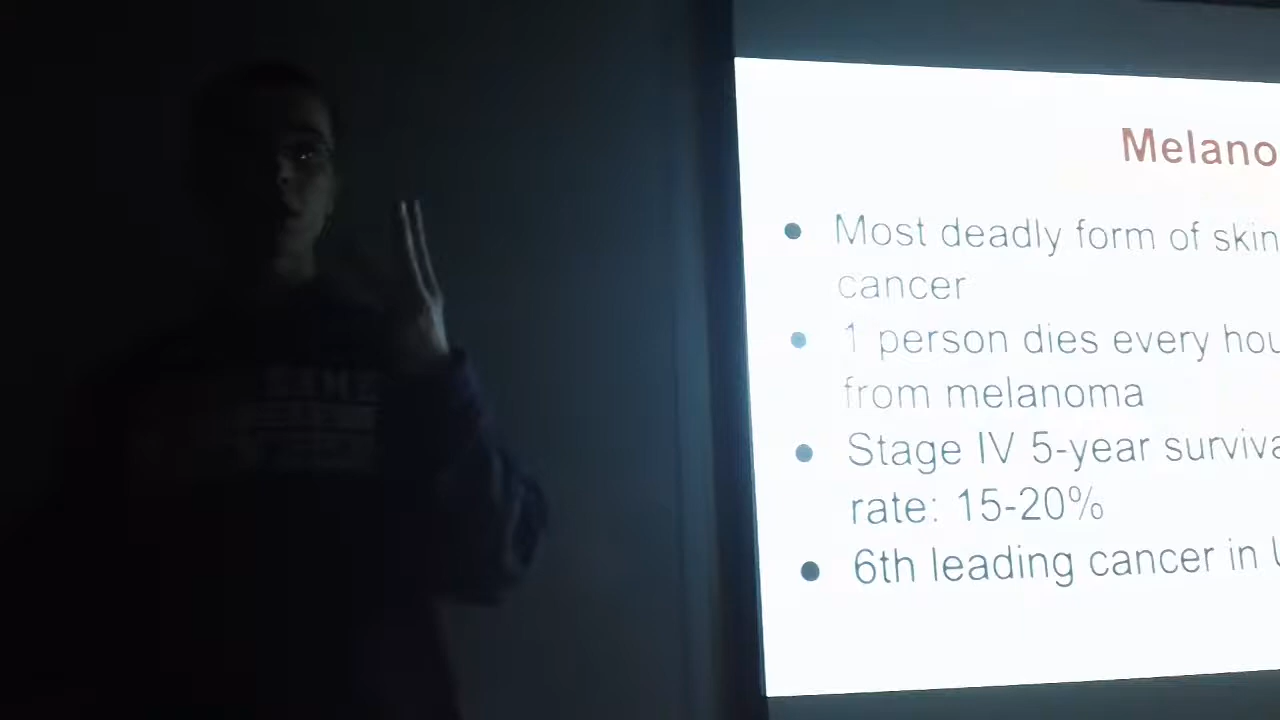 Melano
Most deadly form of skin
cancer
1 person dies every hou
from melanoma
Stage IV 5-year surviva
rate: 15-20%
6th leading cancer in U